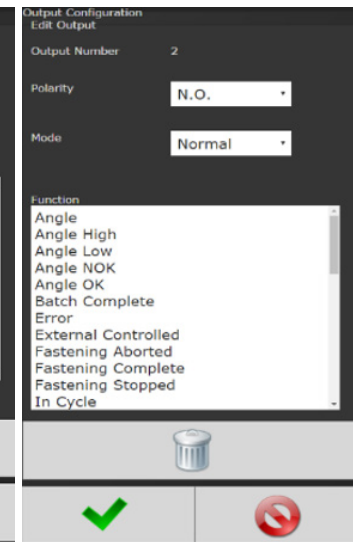 Output Configuration
Edit Output
Output Number 2
Polarity N.O.
Mode Normal
Function
Angle
Angle High
Angle Low
Angle NOK
Angle OK
Batch Complete
Error
External Controlled
Fastening Aborted
Fastening Complete
Fastening Stopped
In Cycle